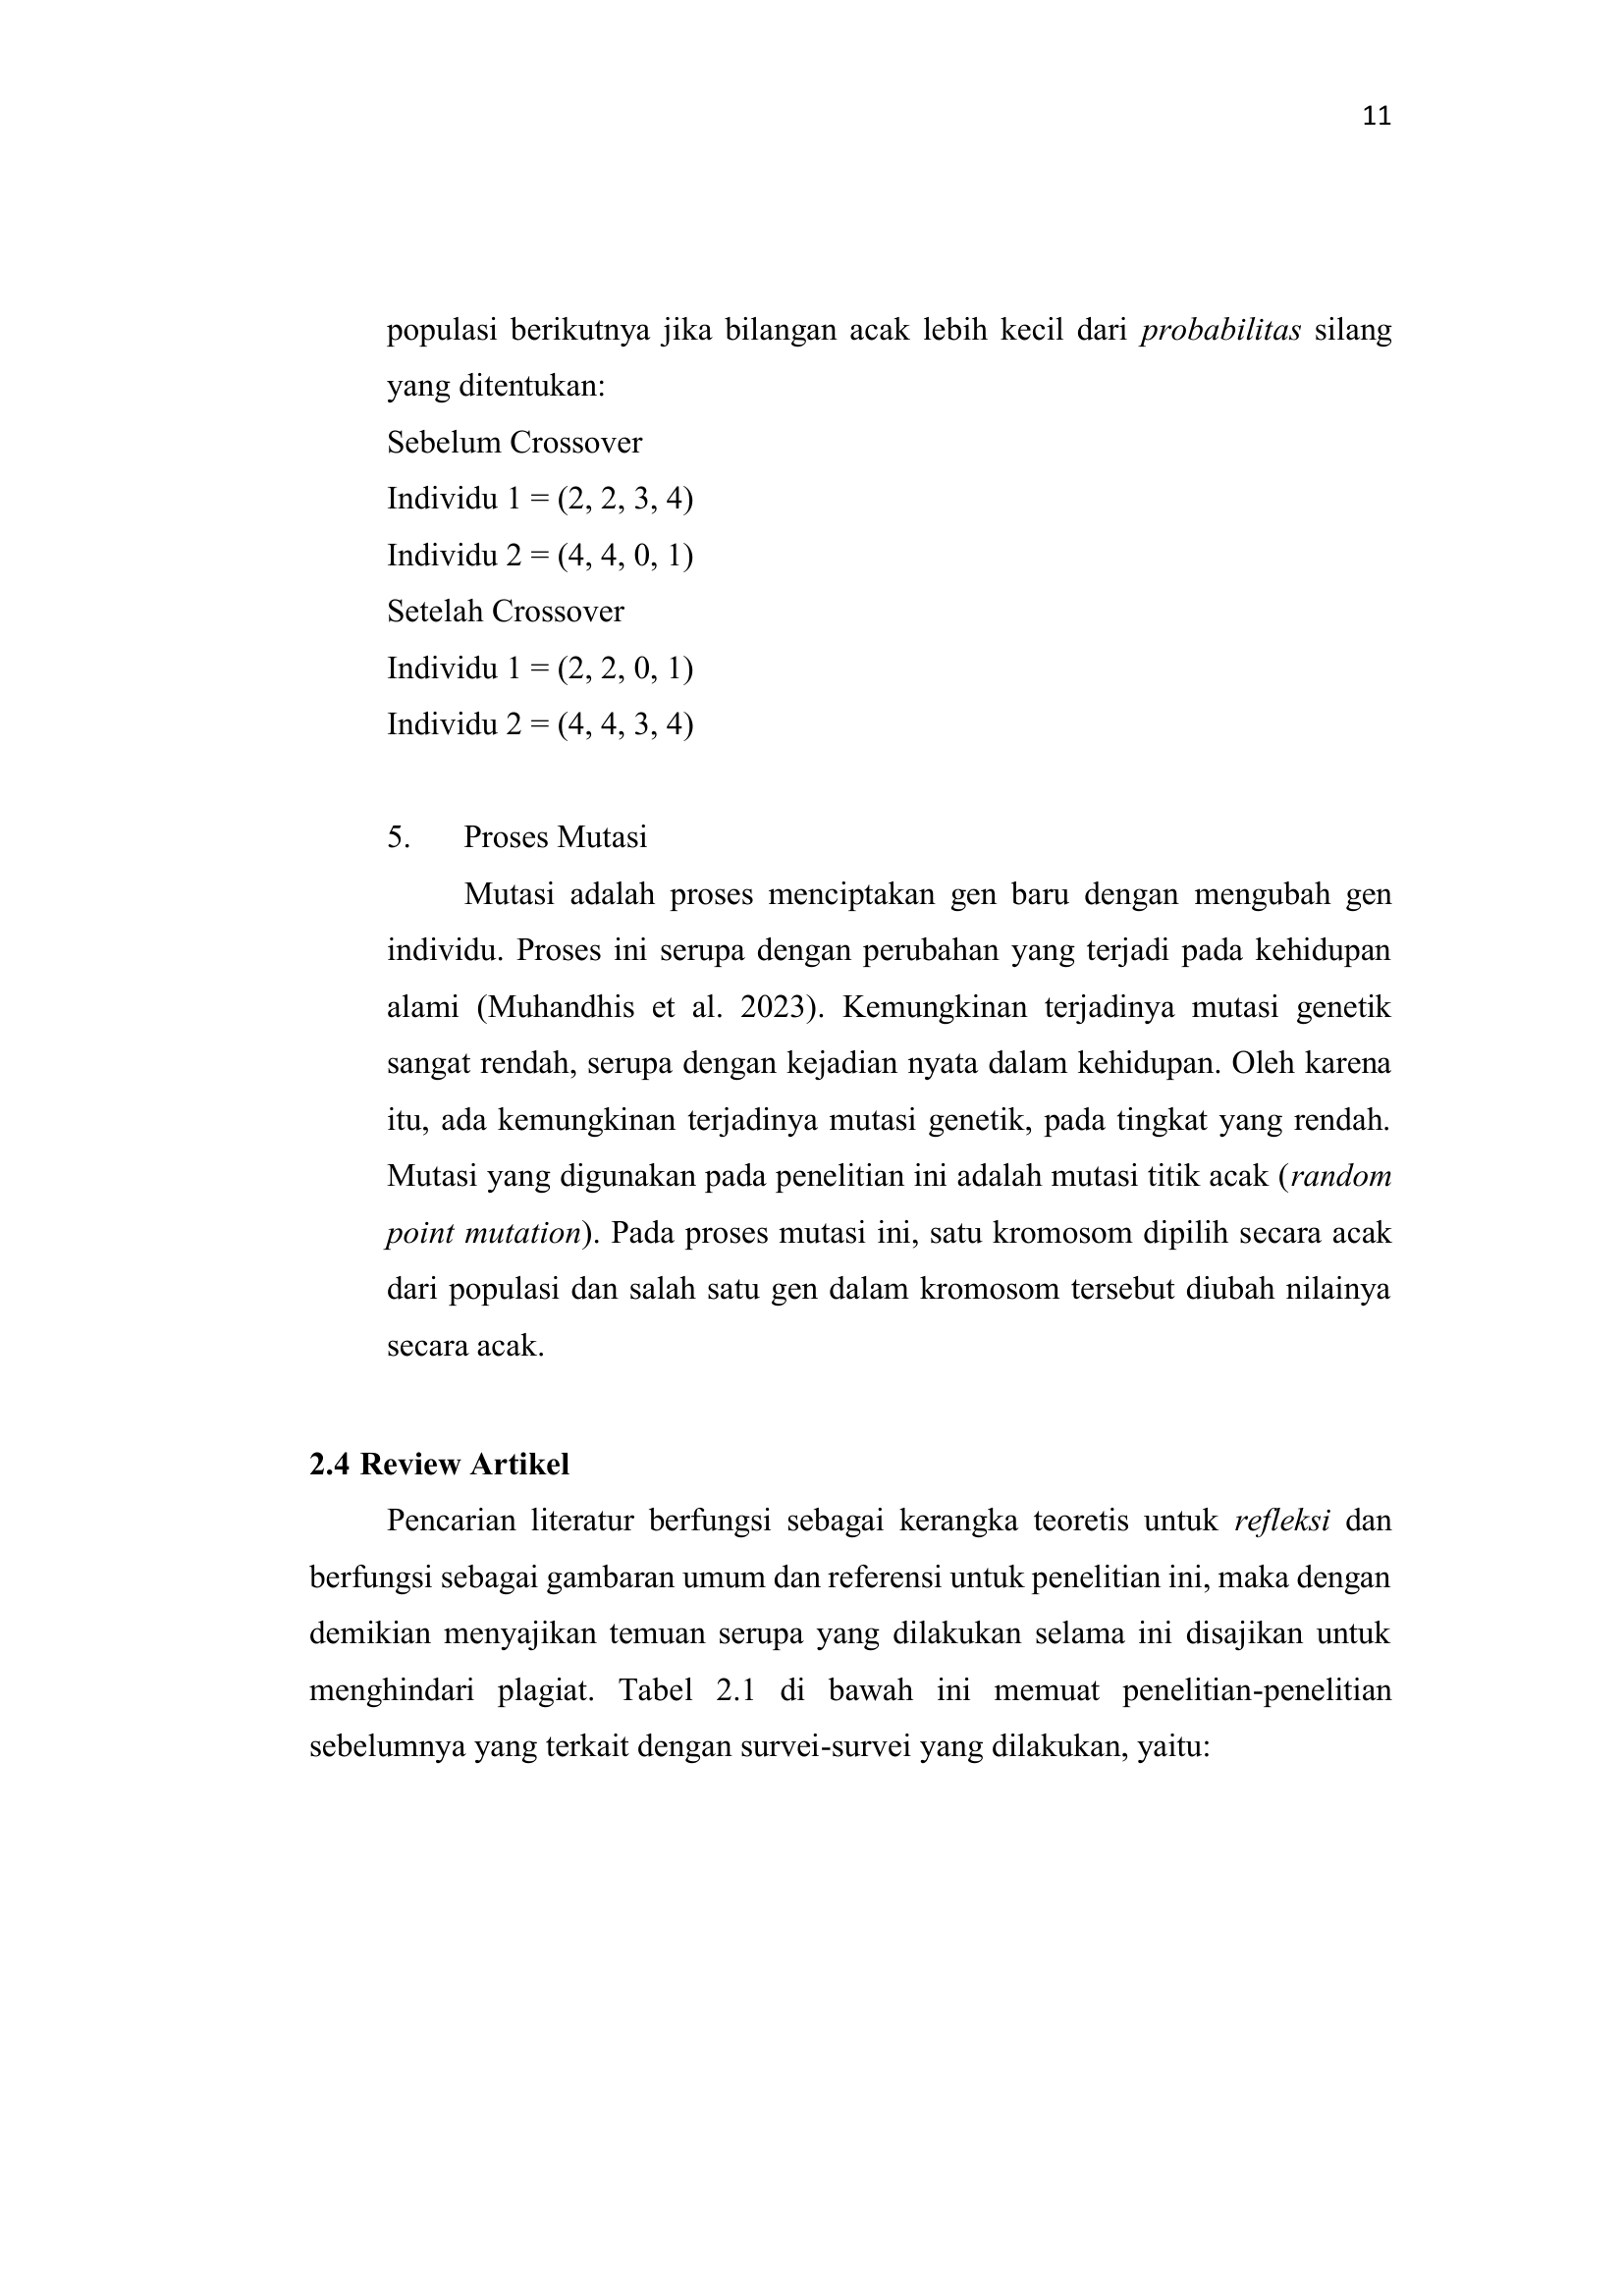 11
populasi berikutnya jika bilangan acak lebih kecil dari probabilitas silang
yang ditentukan:
Sebelum Crossover
Individu 1 = (2, 2, 3, 4)
Individu 2 = (4, 4, 0, 1)
Setelah Crossover
Individu 1 = (2, 2, 0, 1)
Individu 2 = (4, 4, 3, 4)
5. Proses Mutasi
Mutasi adalah proses menciptakan gen baru dengan mengubah gen
individu. Proses ini serupa dengan perubahan yang terjadi pada kehidupan
alami (Muhandhis et al. 2023). Kemungkinan terjadinya mutasi genetik
sangat rendah, serupa dengan kejadian nyata dalam kehidupan. Oleh karena
itu, ada kemungkinan terjadinya mutasi genetik, pada tingkat yang rendah.
Mutasi yang digunakan pada penelitian ini adalah mutasi titik acak (random
point mutation). Pada proses mutasi ini, satu kromosom dipilih secara acak
dari populasi dan salah satu gen dalam kromosom tersebut diubah nilainya
secara acak.
2.4 Review Artikel
Pencarian literatur berfungsi sebagai kerangka teoretis untuk refleksi dan
berfungsi sebagai gambaran umum dan referensi untuk penelitian ini, maka dengan
demikian menyajikan temuan serupa yang dilakukan selama ini disajikan untuk
menghindari plagiat. Tabel 2.1 di bawah ini memuat penelitian-penelitian
sebelumnya yang terkait dengan survei-survei yang dilakukan, yaitu: